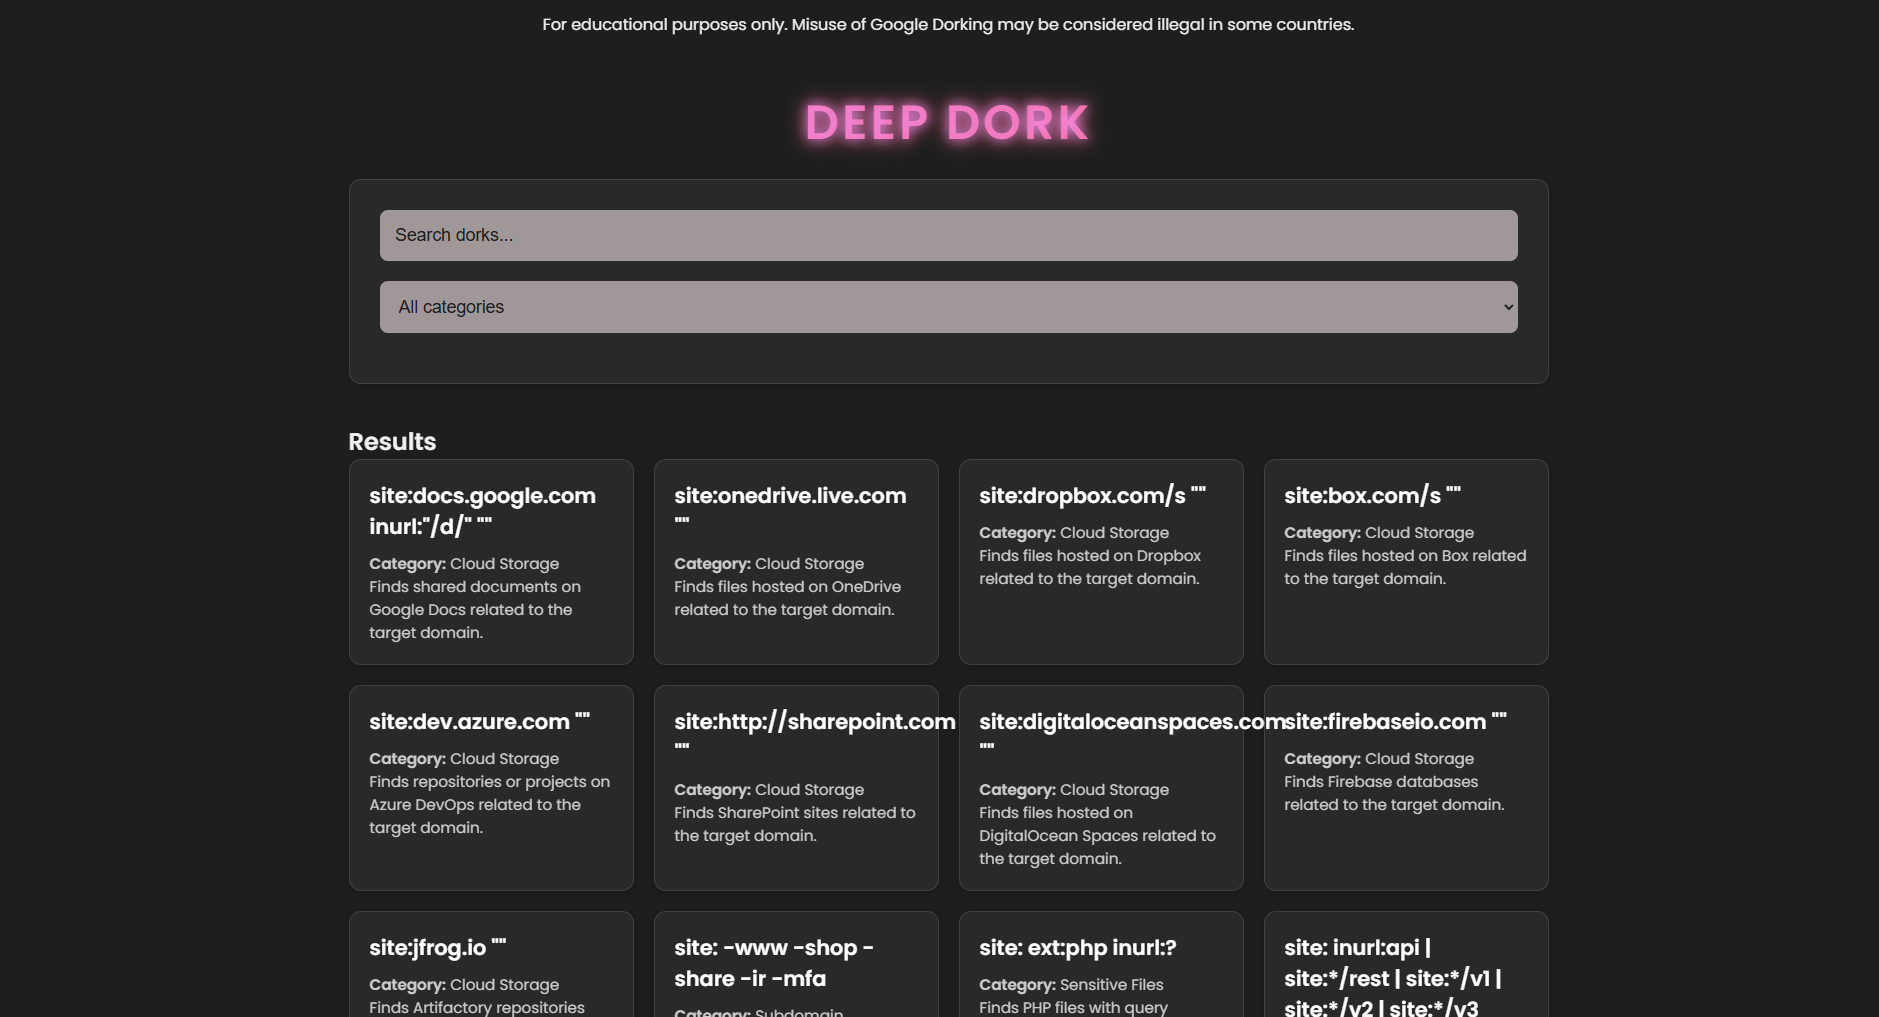 For educational purposes only. Misuse of Google Dorking may be considered illegal in some countries.
DEEP DORK
Search dorks...
All categories
Results
site:docs.google.com
inurl:"/d/" ""
Category: Cloud Storage
Finds shared documents on
Google Docs related to the
target domain.
site:onedrive.live.com
""
Category: Cloud Storage
Finds files hosted on OneDrive
related to the target domain.
site:dropbox.com/s ""
Category: Cloud Storage
Finds files hosted on Dropbox
related to the target domain.
site:box.com/s ""
Category: Cloud Storage
Finds files hosted on Box related
to the target domain.
site:dev.azure.com ""
Category: Cloud Storage
Finds repositories or projects on
Azure DevOps related to the
target domain.
site:http://sharepoint.com
""
Category: Cloud Storage
Finds SharePoint sites related to
the target domain.
site:digitaloceanspaces.com
""
Category: Cloud Storage
Finds files hosted on
DigitalOcean Spaces related to
the target domain.
site:firebaseio.com ""
Category: Cloud Storage
Finds Firebase databases
related to the target domain.
site:jfrog.io ""
Category: Cloud Storage
Finds Artifactory repositories
site: -www -shop -
share -ir -mfa
Category: Subdomain
site: ext:php inurl:?
Category: Sensitive Files
Finds PHP files with query
site: inurl:api |
site:*/rest | site:*/v1 |
site:*/v2 | site:*/v3